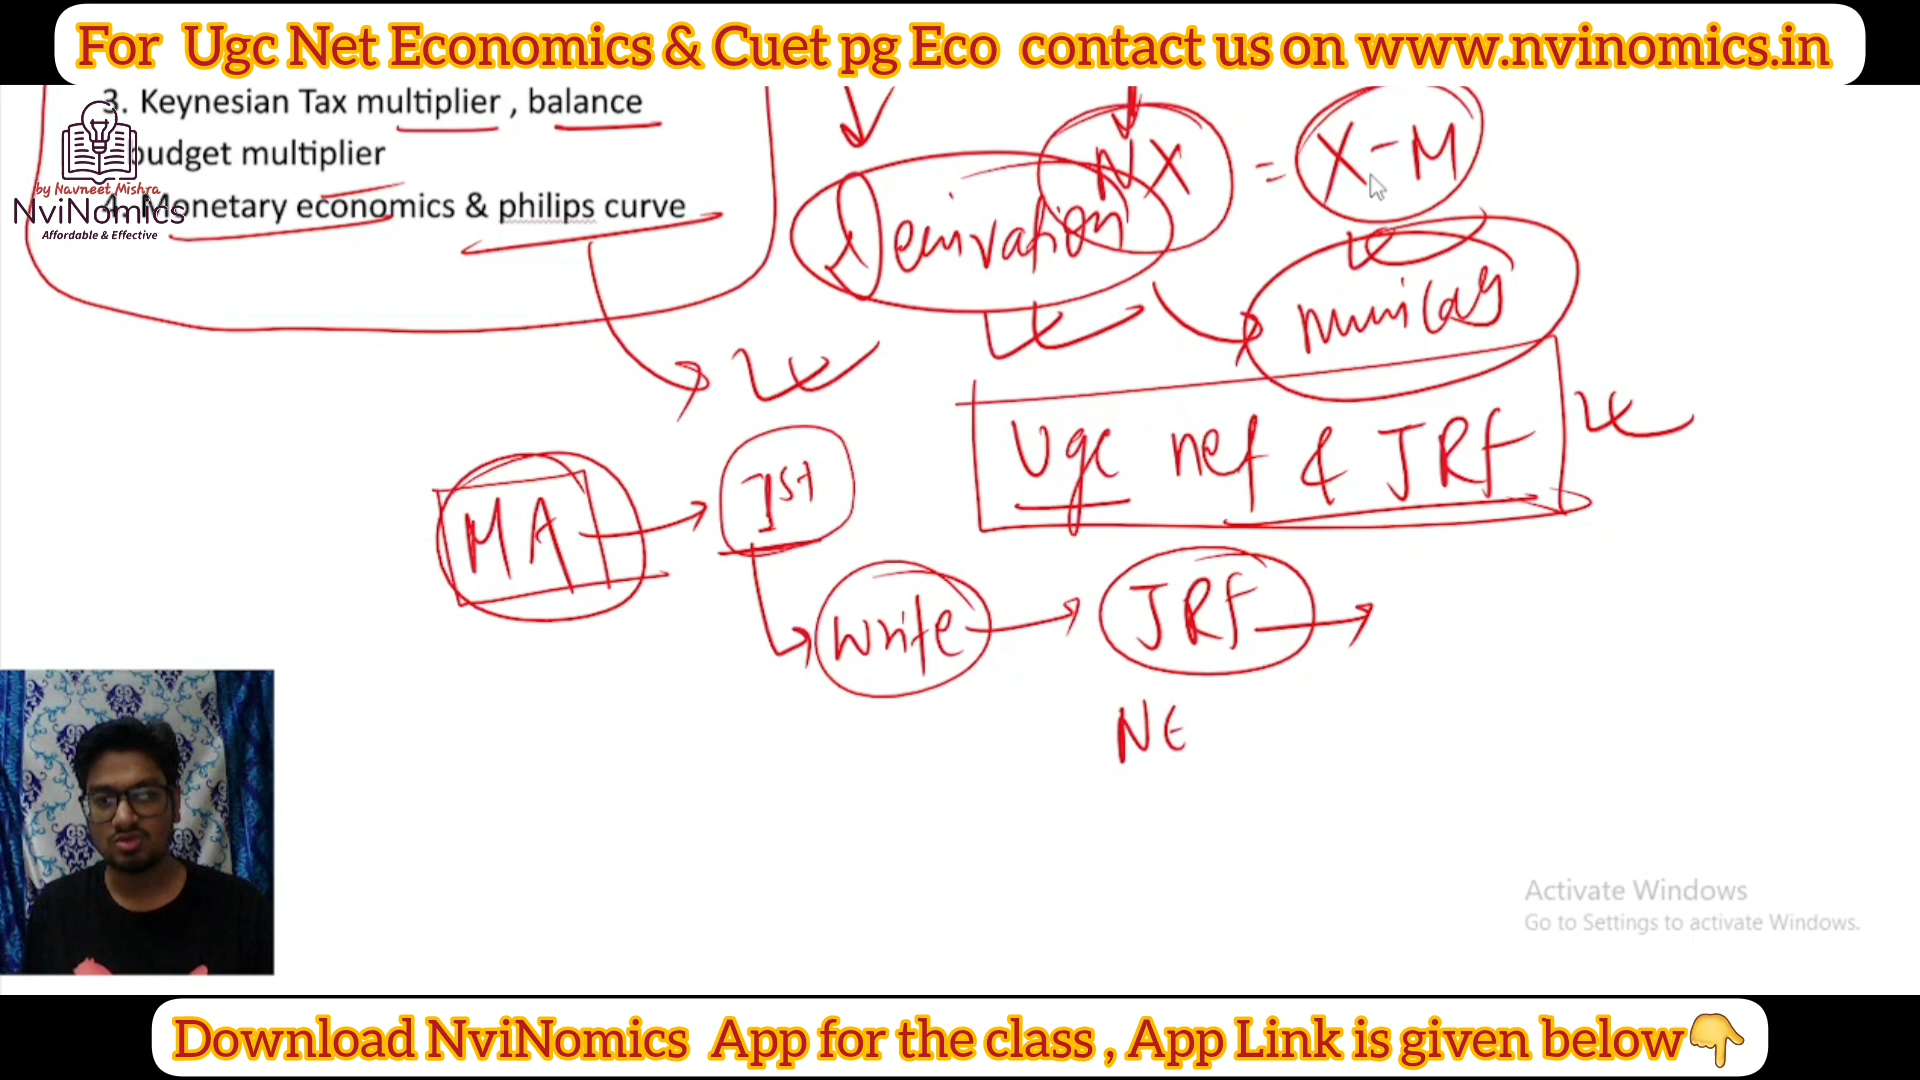 For Ugc Net Economics & Cuet pg Eco contact us on www.nvinomics.in
3. Keynesian Tax multiplier , balance
budget multiplier
4. Monetary economics & philips curve
by Navneet Mishra
NviNomics
Affordable & Effective
NX = X-M
Derivation
Ugc net & JRF
MA
1st
write
JRF
NE
Activate Windows
Go to Settings to activate Windows.
Download NviNomics App for the class , App Link is given below👇